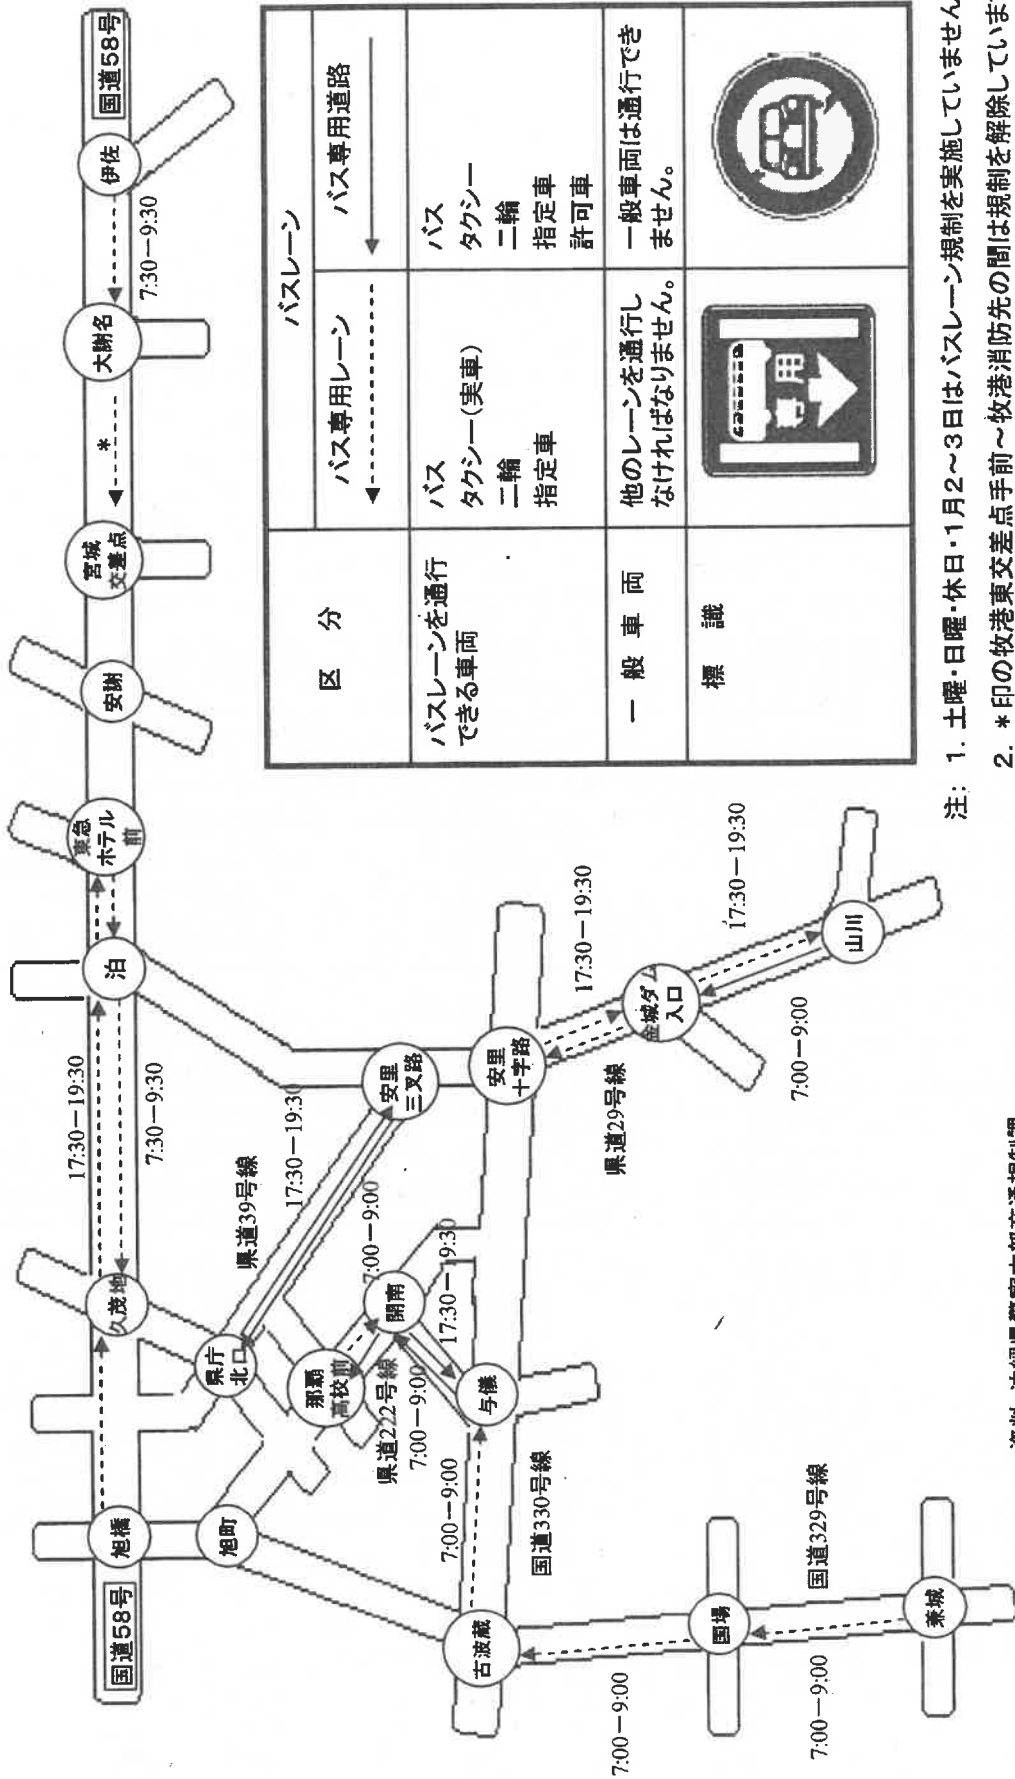 国道58号
伊佐
7:30－9:30
大謝名
*
宮城
交差点
安謝
東急
ホテル
前
泊
17:30－19:30
7:30－9:30
久茂地
旭橋
国道58号
旭町
県庁
北口
県道39号線
17:30－19:30
安里
三叉路
安里
十字路
17:30－19:30
金城ダム
入口
17:30－19:30
山川
7:00－9:00
県道29号線
那覇
高校前
7:00－9:00
開南
17:30－19:30
県道222号線
7:00－9:00
与儀
7:00－9:00
国道330号線
古波蔵
7:00－9:00
国場
国道329号線
7:00－9:00
兼城
区　分
バスレーン
バス専用レーン
バス専用道路
バスレーンを通行
できる車両
バス
タクシー(実車)
二輪
指定車
バス
タクシー
二輪
指定車
許可車
一般車両
他のレーンを通行し
なければなりません。
一般車両は通行でき
ません。
標　識
注： 1. 土曜・日曜・休日・1月2～3日はバスレーン規制を実施していません
2. *印の牧港東交差点手前～牧港消防先の間は規制を解除していま